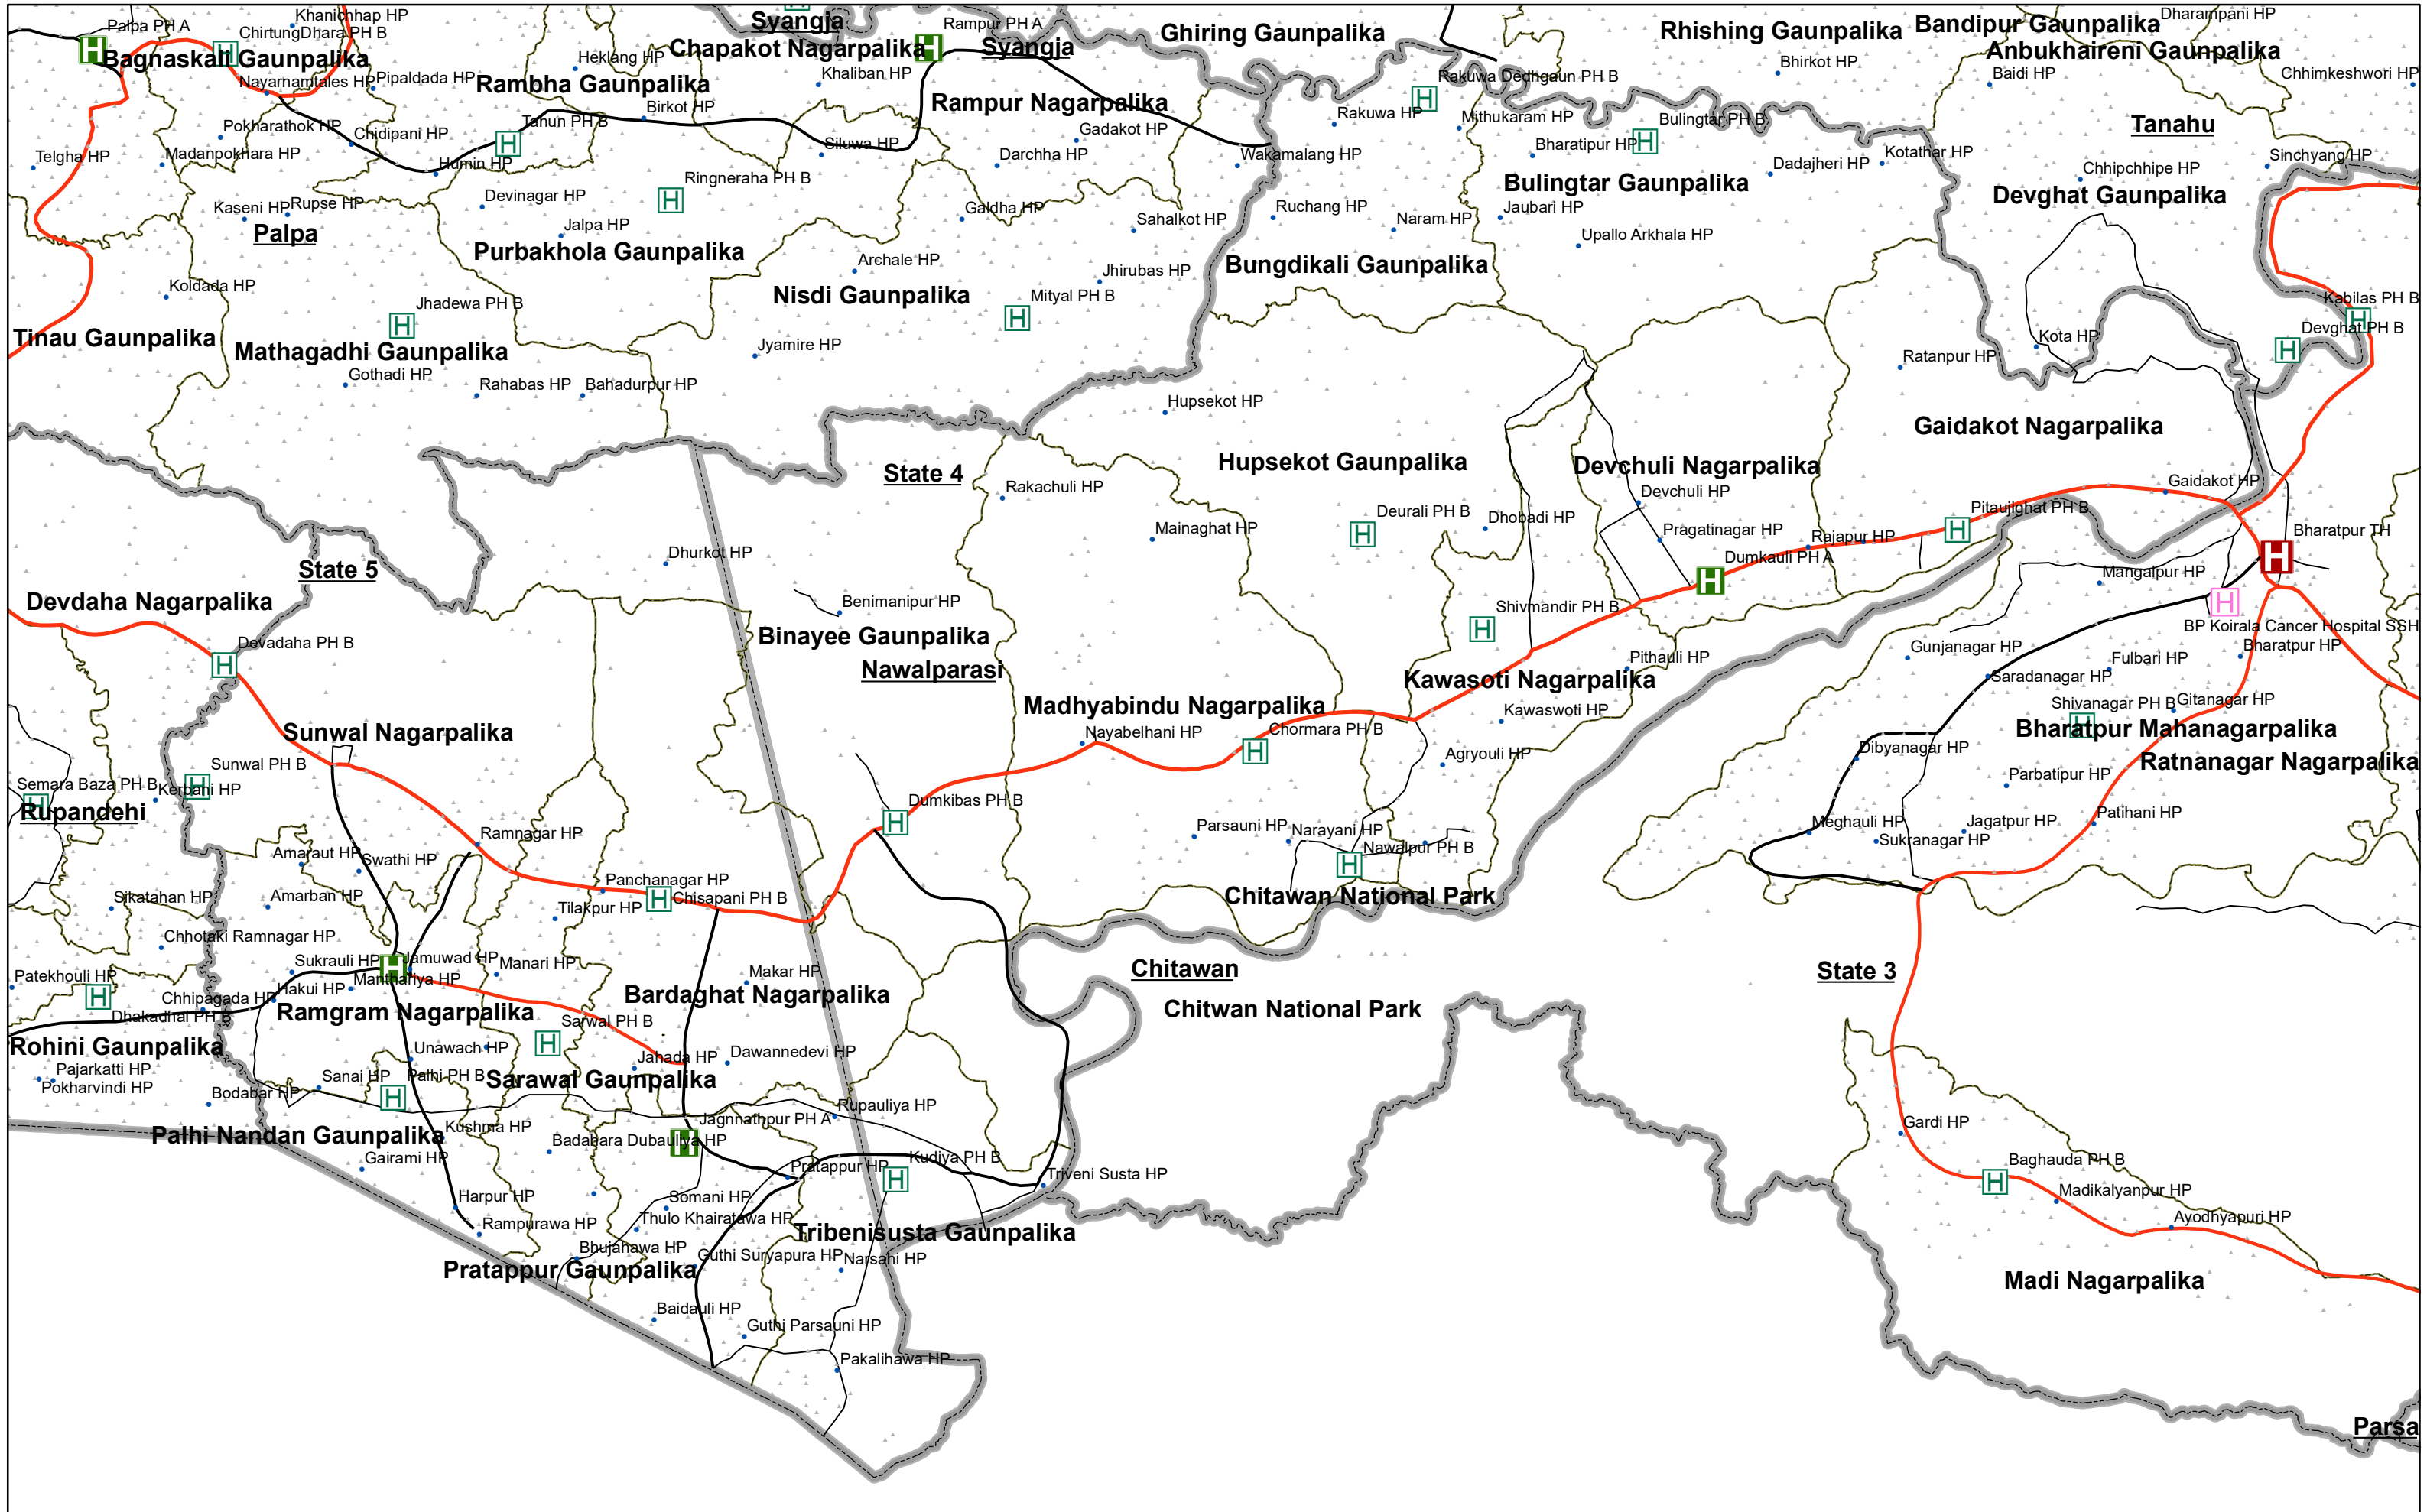 Khanichhap HP
Palpa PH A
ChirtungDhara PH B
Bagnaskali Gaunpalika
Nayarnamtales HP
Pipaldada HP
Syangja
Chapakot Nagarpalika
Rampur PH A
Syangja
Heklang HP
Khaliban HP
Rambha Gaunpalika
Birkot HP
Rampur Nagarpalika
Ghiring Gaunpalika
Rhishing Gaunpalika
Bandipur Gaunpalika
Dharampani HP
Anbukhaireni Gaunpalika
Bhirkot HP
Baidi HP
Chhimkeshwori HP
Rakuwa Dedhgaun PH B
Rakuwa HP
Mithukaram HP
Bulingtar PH B
Bharatipur HP
Tanahu
Pokharathok HP
Chidipani HP
Tahun PH B
Telgha HP
Madanpokhara HP
Humin HP
Siluwa HP
Gadakot HP
Darchha HP
Wakamalang HP
Dadajheri HP
Kotathar HP
Chhipchhipe HP
Sinchyang HP
Ringneraha PH B
Bulingtar Gaunpalika
Devghat Gaunpalika
Kaseni HP
Rupse HP
Devinagar HP
Palpa
Jalpa HP
Galdha HP
Sahalkot HP
Ruchang HP
Naram HP
Jaubari HP
Upallo Arkhala HP
Purbakhola Gaunpalika
Archale HP
Jhirubas HP
Bungdikali Gaunpalika
Koldada HP
Jhadewa PH B
Nisdi Gaunpalika
Mityal PH B
Kabilas PH B
Devghat PH B
Tinau Gaunpalika
Mathagadhi Gaunpalika
Jyamire HP
Kota HP
Ratanpur HP
Gothadi HP
Rahabas HP
Bahadurpur HP
Hupsekot HP
Gaidakot Nagarpalika
State 4
Hupsekot Gaunpalika
Devchuli Nagarpalika
Rakachuli HP
Devchuli HP
Gaidakot HP
Mainaghat HP
Deurali PH B
Dhobadi HP
Pragatinagar HP
Pitaujighat PH B
Rajapur HP
Dumkauli PH A
Bharatpur TH
Dhurkot HP
State 5
Mangalpur HP
Devdaha Nagarpalika
Benimanipur HP
Shivmandir PH B
BP Koirala Cancer Hospital SSH
Binayee Gaunpalika
Devadaha PH B
Nawalparasi
Pithauli HP
Gunjanagar HP
Fulbari HP
Bharatpur HP
Kawasoti Nagarpalika
Saradanagar HP
Shivanagar PH B
Gitanagar HP
Madhyabindu Nagarpalika
Kawaswoti HP
Sunwal Nagarpalika
Nayabelhani HP
Chormara PH B
Bharatpur Mahanagarpalika
Agryouli HP
Dibyanagar HP
Ratnanagar Nagarpalika
Sunwal PH B
Parbatipur HP
Semara Baza PH B
Kerbani HP
Rupandehi
Dumkibas PH B
Parsauni HP
Narayani HP
Nawalpur PH B
Meghauli HP
Sukranagar HP
Jagatpur HP
Patihani HP
Ramnagar HP
Amaraut HP
Swathi HP
Panchanagar HP
Chisapani PH B
Chitawan National Park
Sikatahan HP
Amarban HP
Tilakpur HP
Chhotaki Ramnagar HP
Sukrauli HP
Jamuwad HP
Manari HP
Makar HP
Chitawan
State 3
Patekhouli HP
Hakui HP
Manthariya HP
Chhipagada HP
Bardaghat Nagarpalika
Chitwan National Park
Dhakadhai PH B
Ramgram Nagarpalika
Sarwal PH B
Rohini Gaunpalika
Unawach HP
Jahada HP
Dawannedevi HP
Pajarkatti HP
Pokharvindi HP
Sanai HP
Palhi PH B
Sarawal Gaunpalika
Bodabar HP
Rupauliya HP
Jagnnathpur PH A
Palhi Nandan Gaunpalika
Kushma HP
Badahara Dubauliya HP
Gardi HP
Gairami HP
Pratappur HP
Kudiya PH B
Triveni Susta HP
Baghauda PH B
Harpur HP
Somani HP
Madikalyanpur HP
Rampurawa HP
Thulo Khairatawa HP
Ayodhyapuri HP
Tribenisusta Gaunpalika
Bhujahawa HP
Guthi Suryapura HP
Narsahi HP
Pratappur Gaunpalika
Madi Nagarpalika
Baidauli HP
Guthi Parsauni HP
Pakalihawa HP
Parsa